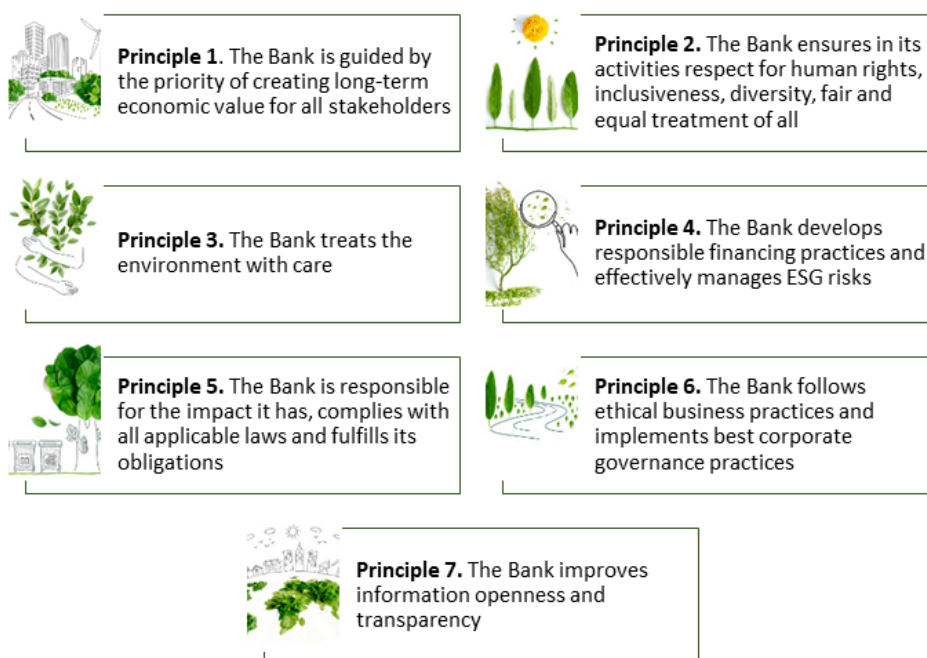 Principle 1. The Bank is guided by
the priority of creating long-term
economic value for all stakeholders
Principle 2. The Bank ensures in its
activities respect for human rights,
inclusiveness, diversity, fair and
equal treatment of all
Principle 3. The Bank treats the
environment with care
Principle 4. The Bank develops
responsible financing practices and
effectively manages ESG risks
Principle 5. The Bank is responsible
for the impact it has, complies with
all applicable laws and fulfills its
obligations
Principle 6. The Bank follows
ethical business practices and
implements best corporate
governance practices
Principle 7. The Bank improves
information openness and
transparency